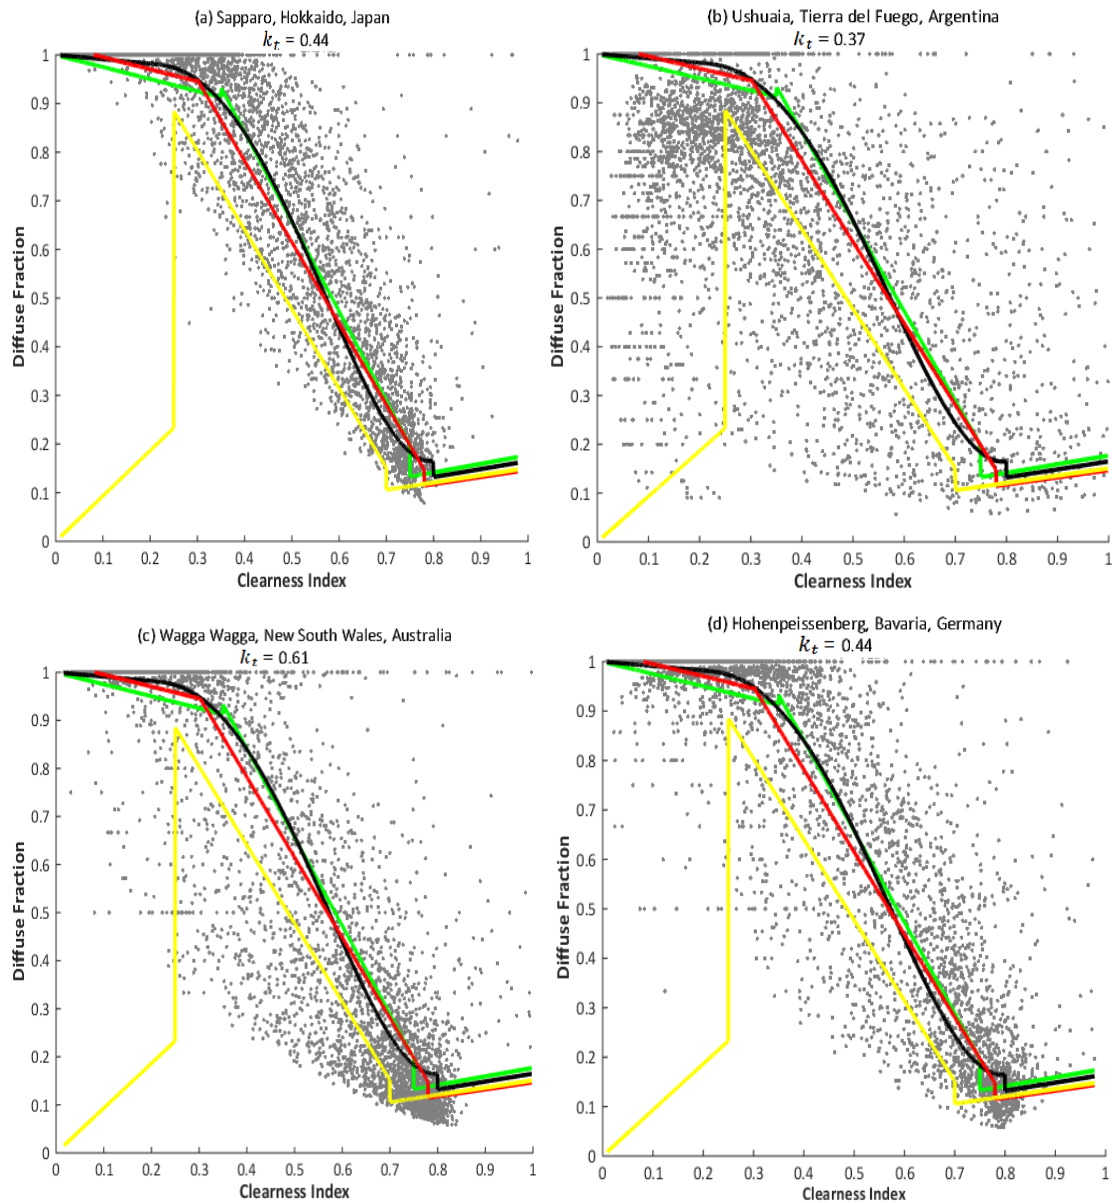 (a) Sapparo, Hokkaido, Japan
k_t = 0.44
Diffuse Fraction
1
0.9
0.8
0.7
0.6
0.5
0.4
0.3
0.2
0.1
0
0 0.1 0.2 0.3 0.4 0.5 0.6 0.7 0.8 0.9 1
Clearness Index
(b) Ushuaia, Tierra del Fuego, Argentina
k_t = 0.37
Diffuse Fraction
1
0.9
0.8
0.7
0.6
0.5
0.4
0.3
0.2
0.1
0
0 0.1 0.2 0.3 0.4 0.5 0.6 0.7 0.8 0.9 1
Clearness Index
(c) Wagga Wagga, New South Wales, Australia
k_t = 0.61
Diffuse Fraction
1
0.9
0.8
0.7
0.6
0.5
0.4
0.3
0.2
0.1
0
0 0.1 0.2 0.3 0.4 0.5 0.6 0.7 0.8 0.9 1
Clearness Index
(d) Hohenpeissenberg, Bavaria, Germany
k_t = 0.44
Diffuse Fraction
1
0.9
0.8
0.7
0.6
0.5
0.4
0.3
0.2
0.1
0
0.1 0.2 0.3 0.4 0.5 0.6 0.7 0.8 0.9 1
Clearness Index